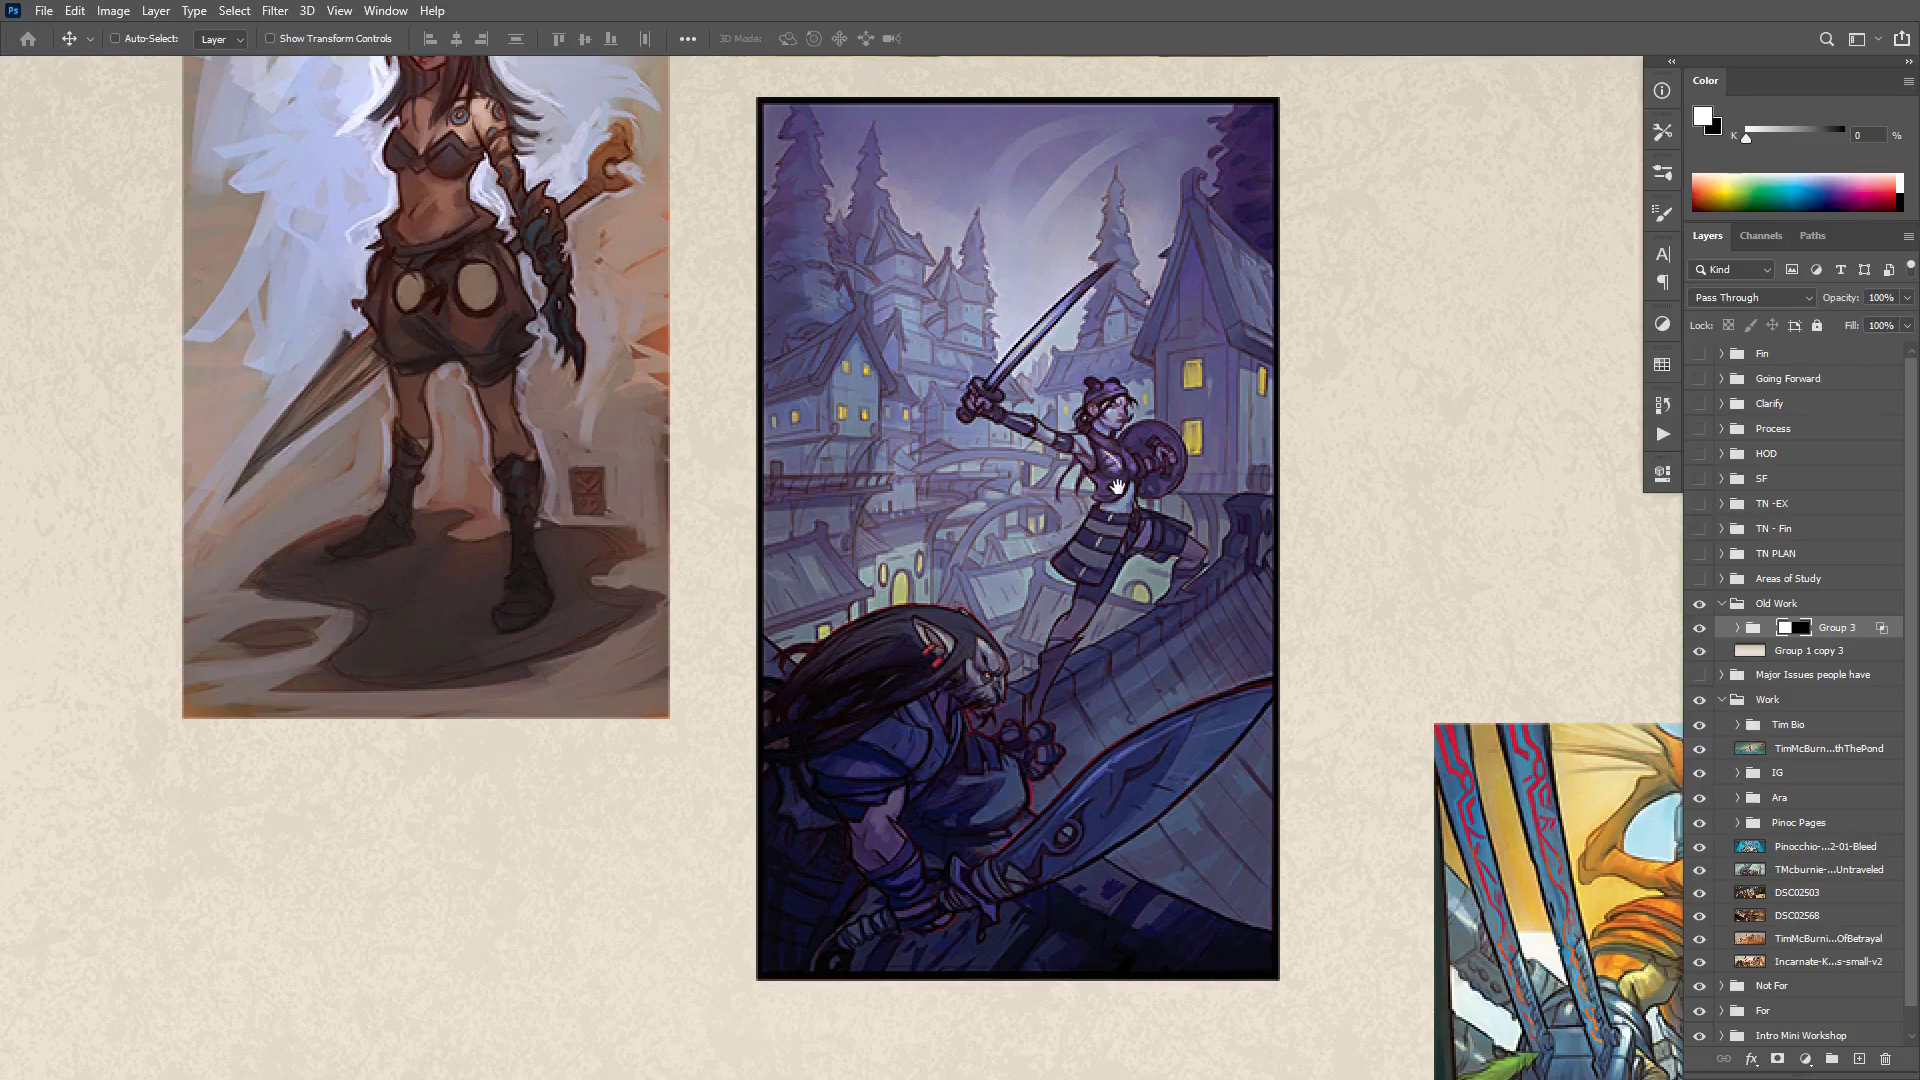 Ps File Edit Image Layer Type Select Filter 3D View Window Help
Auto-Select: Layer Show Transform Controls ••• 3D Mode:
Color
K 0 %
Layers Channels Paths
Kind
Pass Through Opacity: 100%
Lock: Fill: 100%
Fin
Going Forward
Clarify
Process
HOD
SF
TN -EX
TN - Fin
TN PLAN
Areas of Study
Old Work
Group 3
Group 1 copy 3
Major Issues people have
Work
Tim Bio
TimMcBurn...thThePond
IG
Ara
Pinoc Pages
Pinocchio-...2-01-Bleed
TMcburnie-...Untraveled
DSC02503
DSC02568
TimMcBurni...OfBetrayal
Incarnate-K...s-small-v2
Not For
For
Intro Mini Workshop
fx